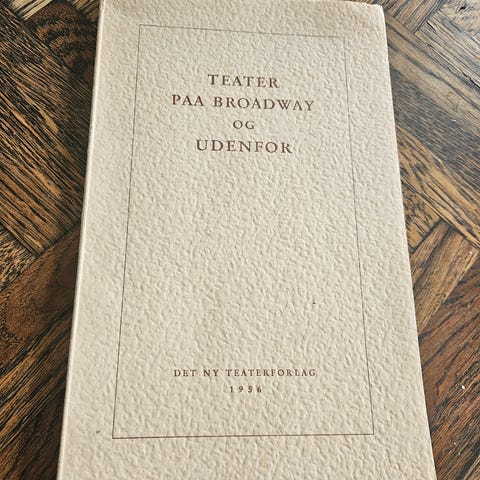 TEATER
PAA BROADWAY
OG
UDENFOR
DET NY TEATERFORLAG
1956